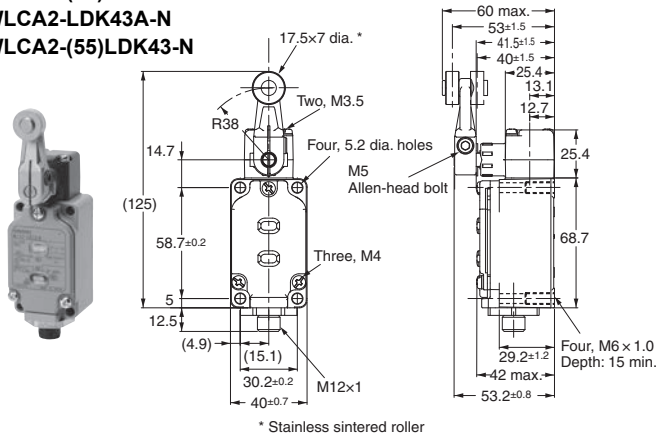 WLCA2-LDK43A-N
WLCA2-(55)LDK43-N
17.5×7 dia. *
Two, M3.5
R38
Four, 5.2 dia. holes
14.7
(125)
58.7±0.2
Three, M4
5
12.5
(4.9)
(15.1)
30.2±0.2
M12×1
40±0.7
60 max.
53±1.5
41.5±1.5
40±1.5
25.4
13.1
12.7
M5
Allen-head bolt
25.4
68.7
Four, M6 × 1.0
Depth: 15 min.
29.2±1.2
42 max.
53.2±0.8
* Stainless sintered roller